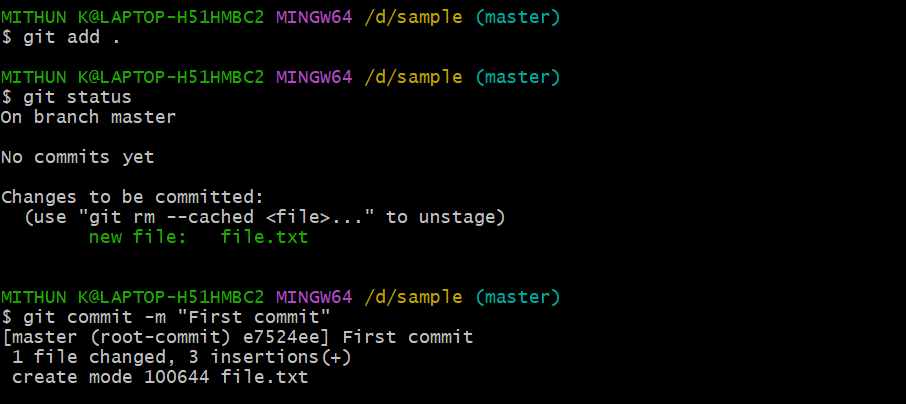 MITHUN K@LAPTOP-H51HMBC2 MINGW64 /d/sample (master)
$ git add .
MITHUN K@LAPTOP-H51HMBC2 MINGW64 /d/sample (master)
$ git status
On branch master
No commits yet
Changes to be committed:
  (use "git rm --cached <file>..." to unstage)
        new file:   file.txt
MITHUN K@LAPTOP-H51HMBC2 MINGW64 /d/sample (master)
$ git commit -m "First commit"
[master (root-commit) e7524ee] First commit
 1 file changed, 3 insertions(+)
 create mode 100644 file.txt